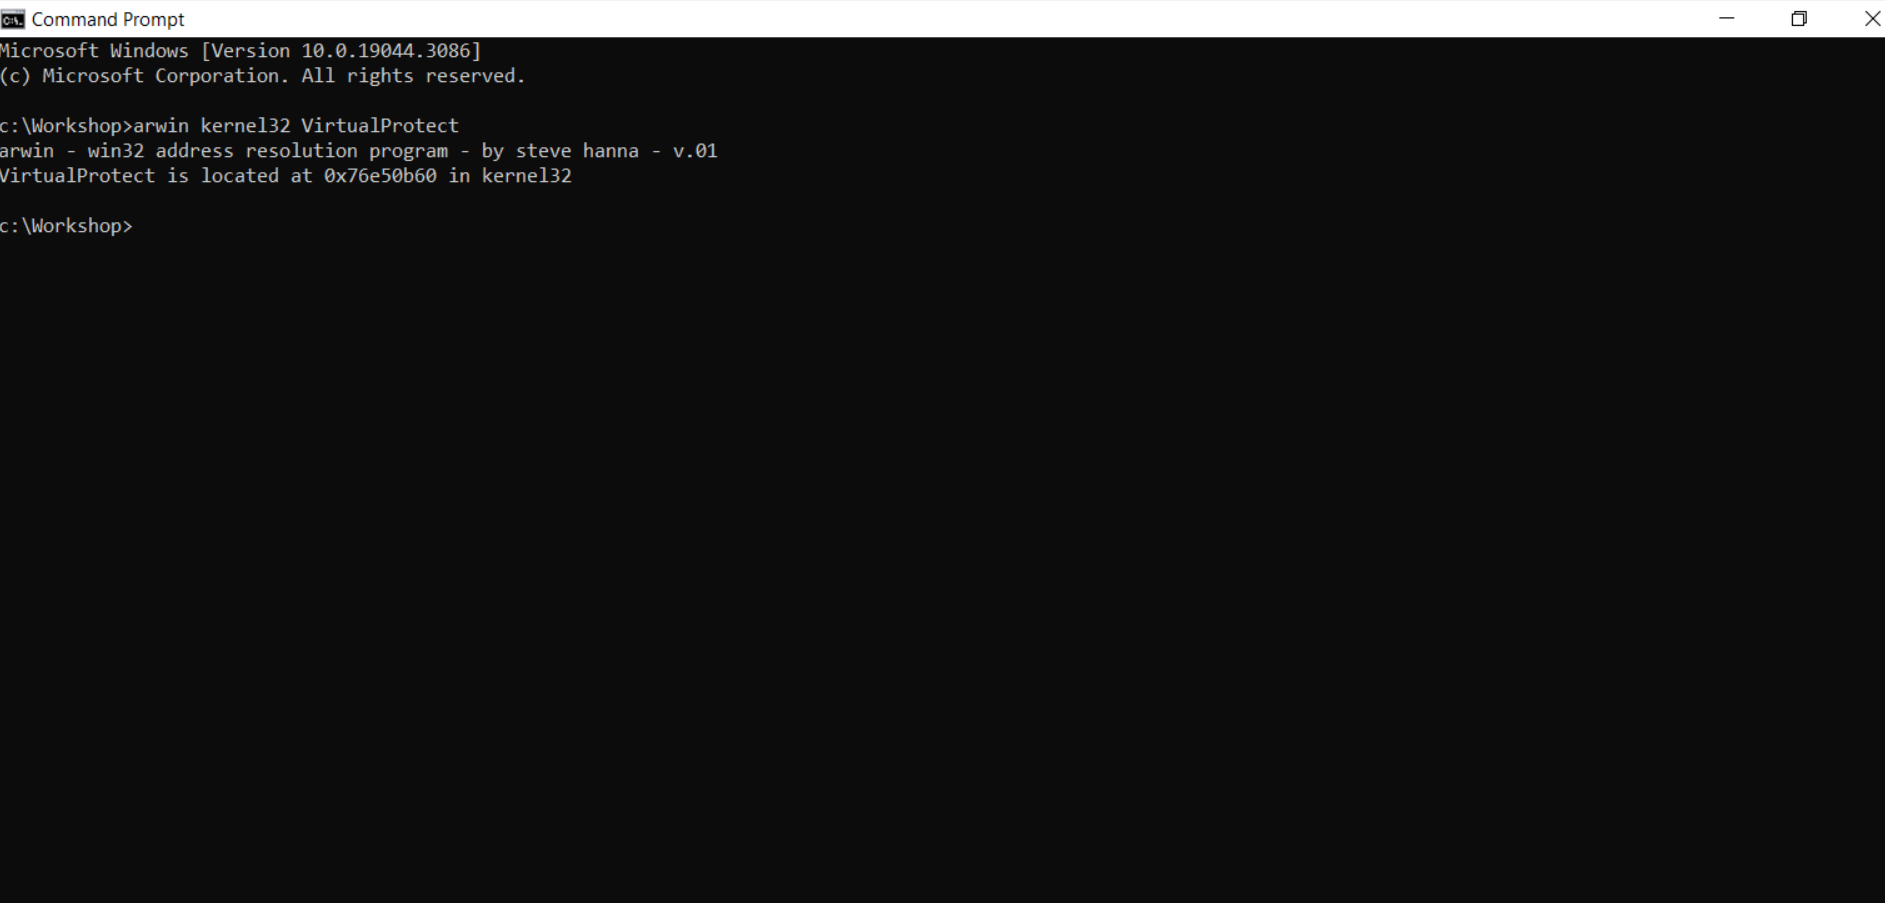 Command Prompt
Microsoft Windows [Version 10.0.19044.3086]
(c) Microsoft Corporation. All rights reserved.
c:\Workshop>arwin kernel32 VirtualProtect
arwin - win32 address resolution program - by steve hanna - v.01
VirtualProtect is located at 0x76e50b60 in kernel32
c:\Workshop>